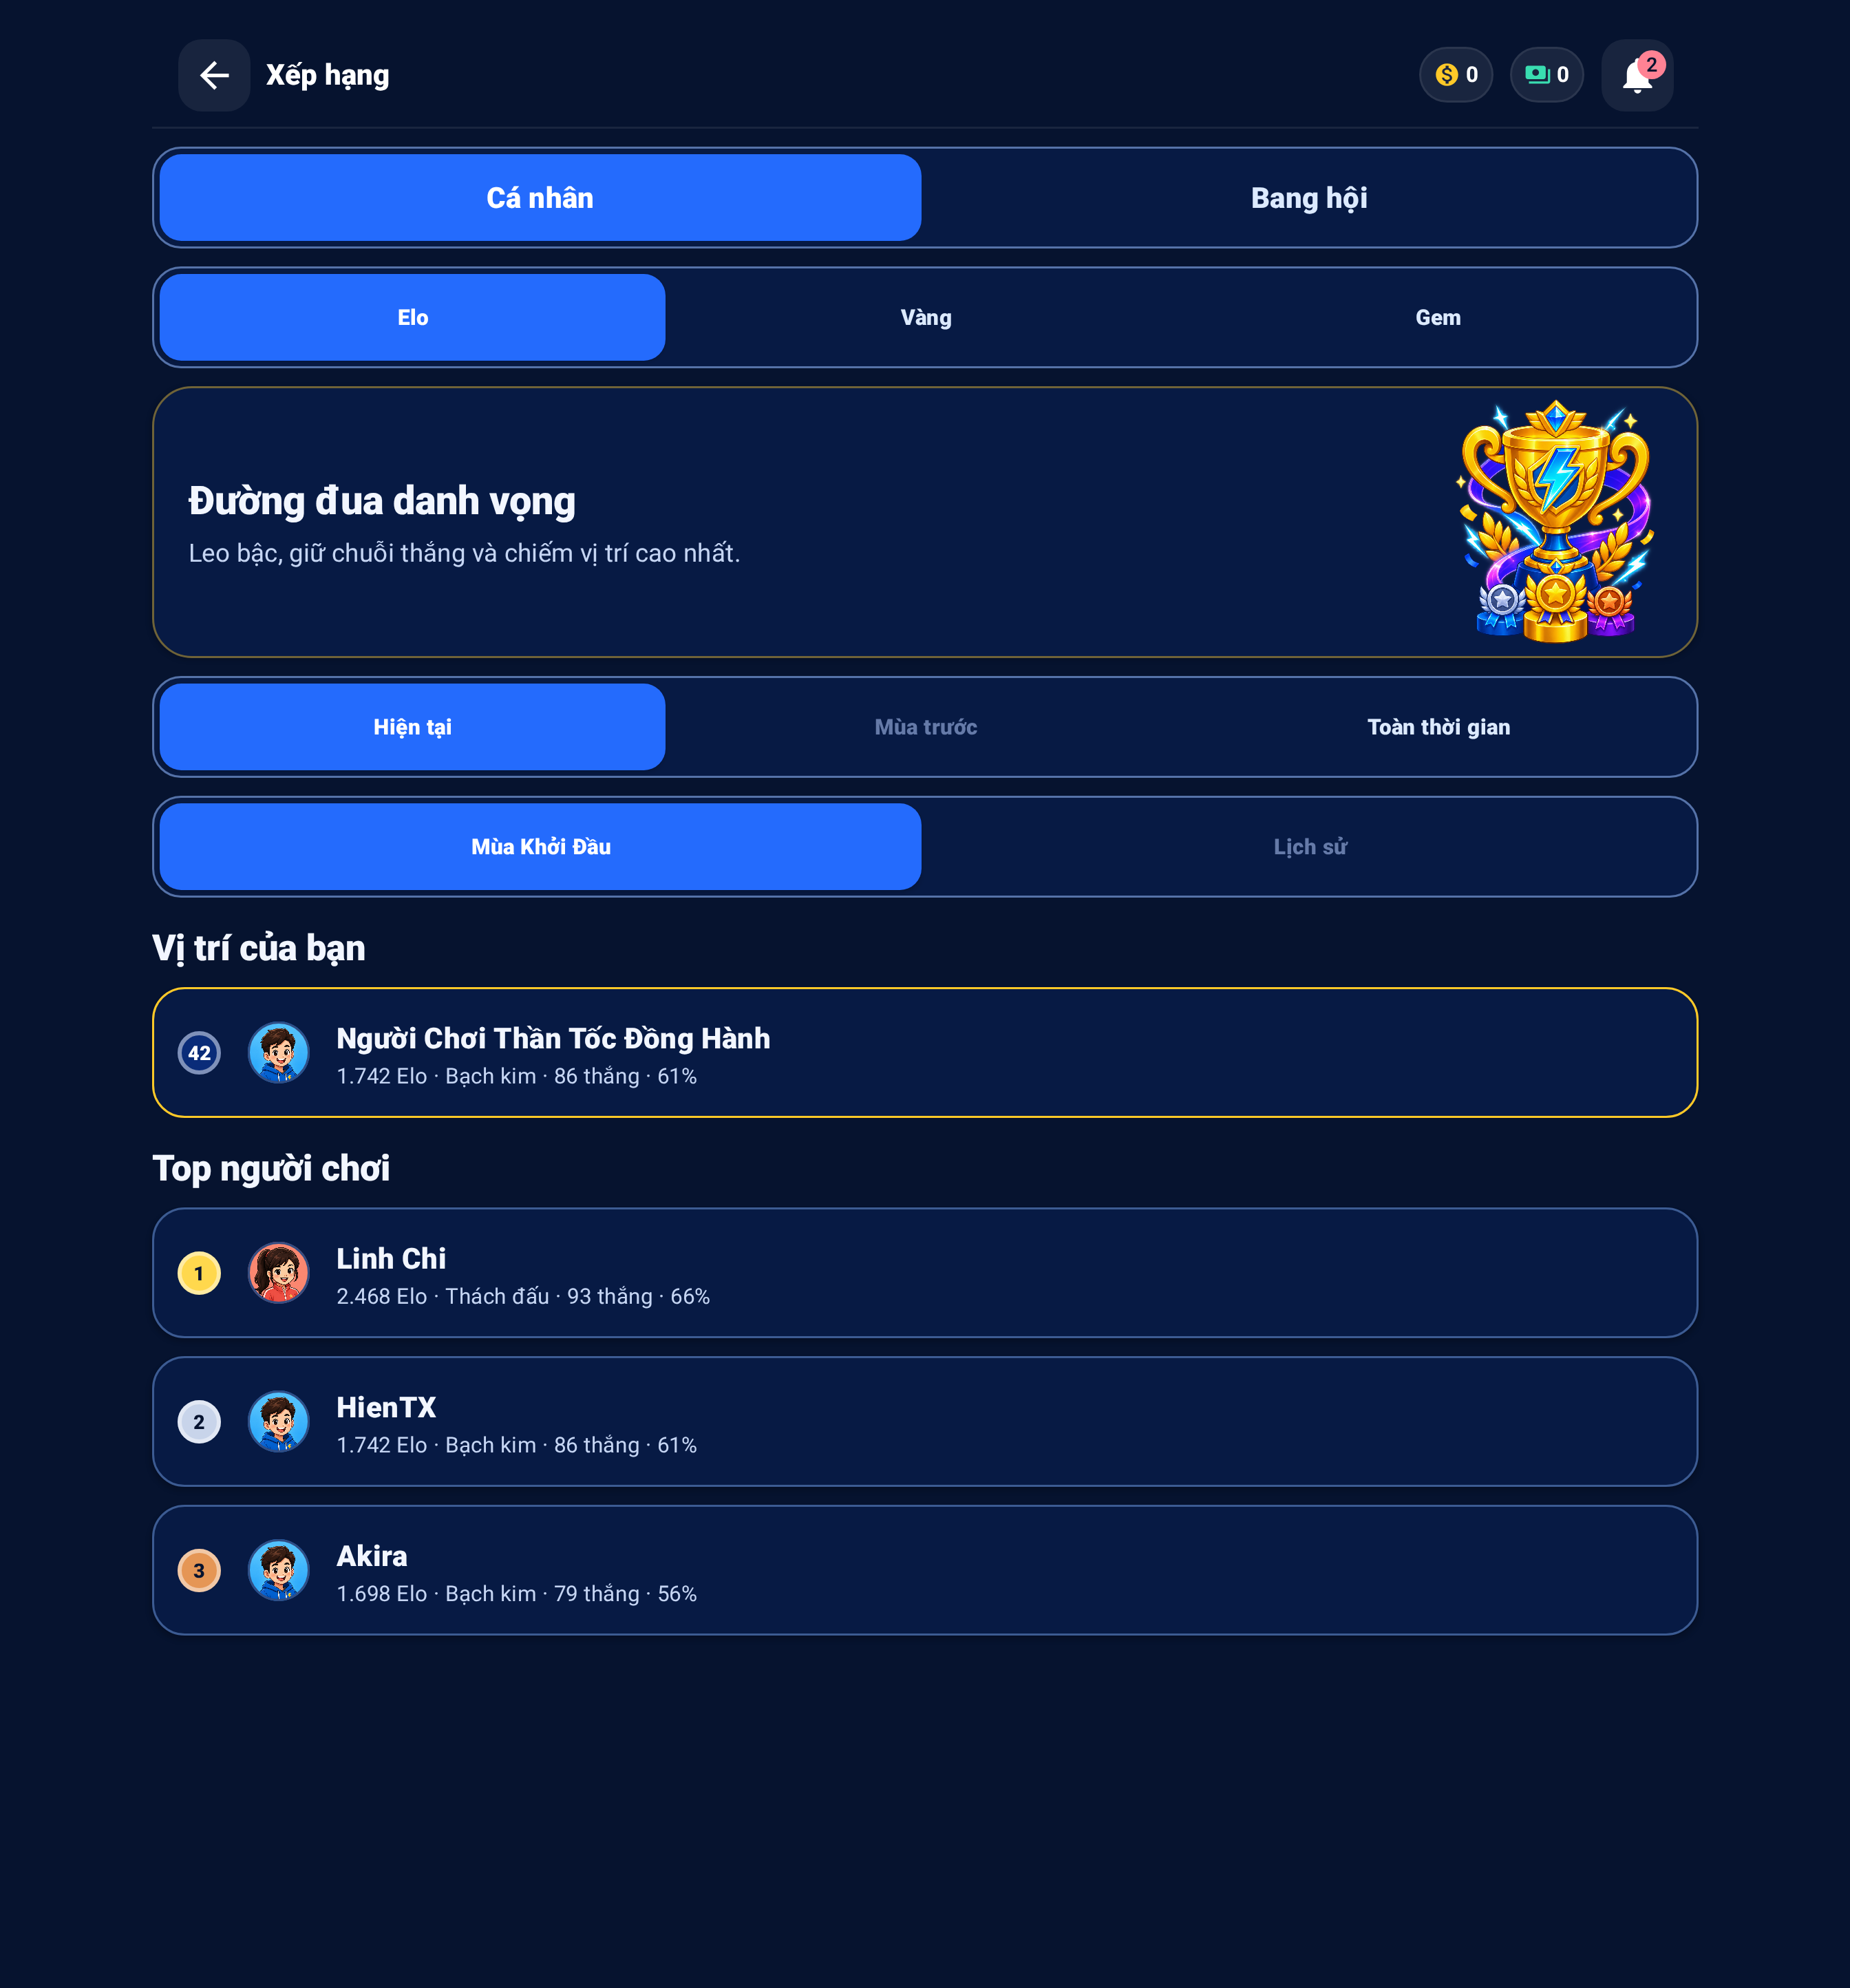 Xếp hạng
0
0
2
Cá nhân
Bang hội
Elo
Vàng
Gem
Đường đua danh vọng
Leo bậc, giữ chuỗi thắng và chiếm vị trí cao nhất.
Hiện tại
Mùa trước
Toàn thời gian
Mùa Khởi Đầu
Lịch sử
Vị trí của bạn
42
Người Chơi Thần Tốc Đồng Hành
1.742 Elo · Bạch kim · 86 thắng · 61%
Top người chơi
1
Linh Chi
2.468 Elo · Thách đấu · 93 thắng · 66%
2
HienTX
1.742 Elo · Bạch kim · 86 thắng · 61%
3
Akira
1.698 Elo · Bạch kim · 79 thắng · 56%